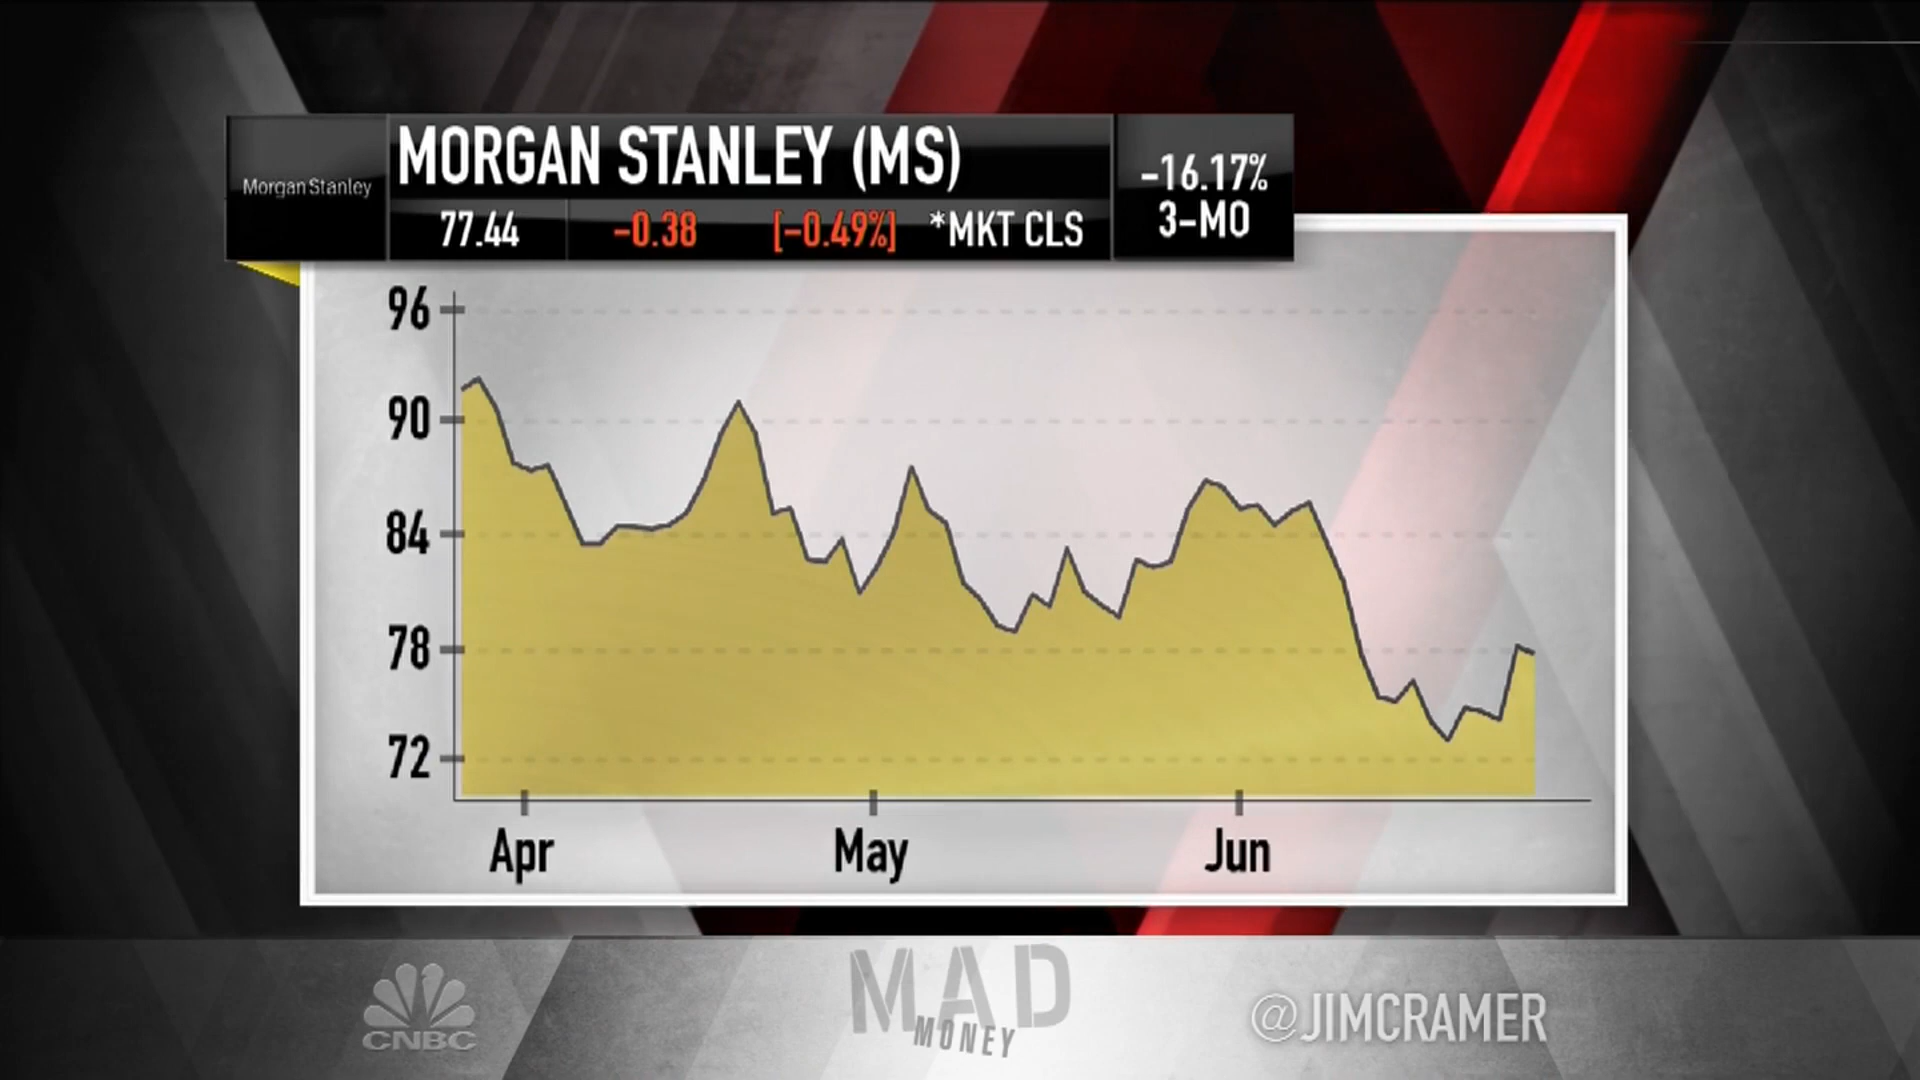 Morgan Stanley
MORGAN STANLEY (MS)
77.44 -0.38 [-0.49%] *MKT CLS
-16.17%
3-MO
96
90
84
78
72
Apr May Jun
CNBC
MAD
MONEY
@JIMCRAMER